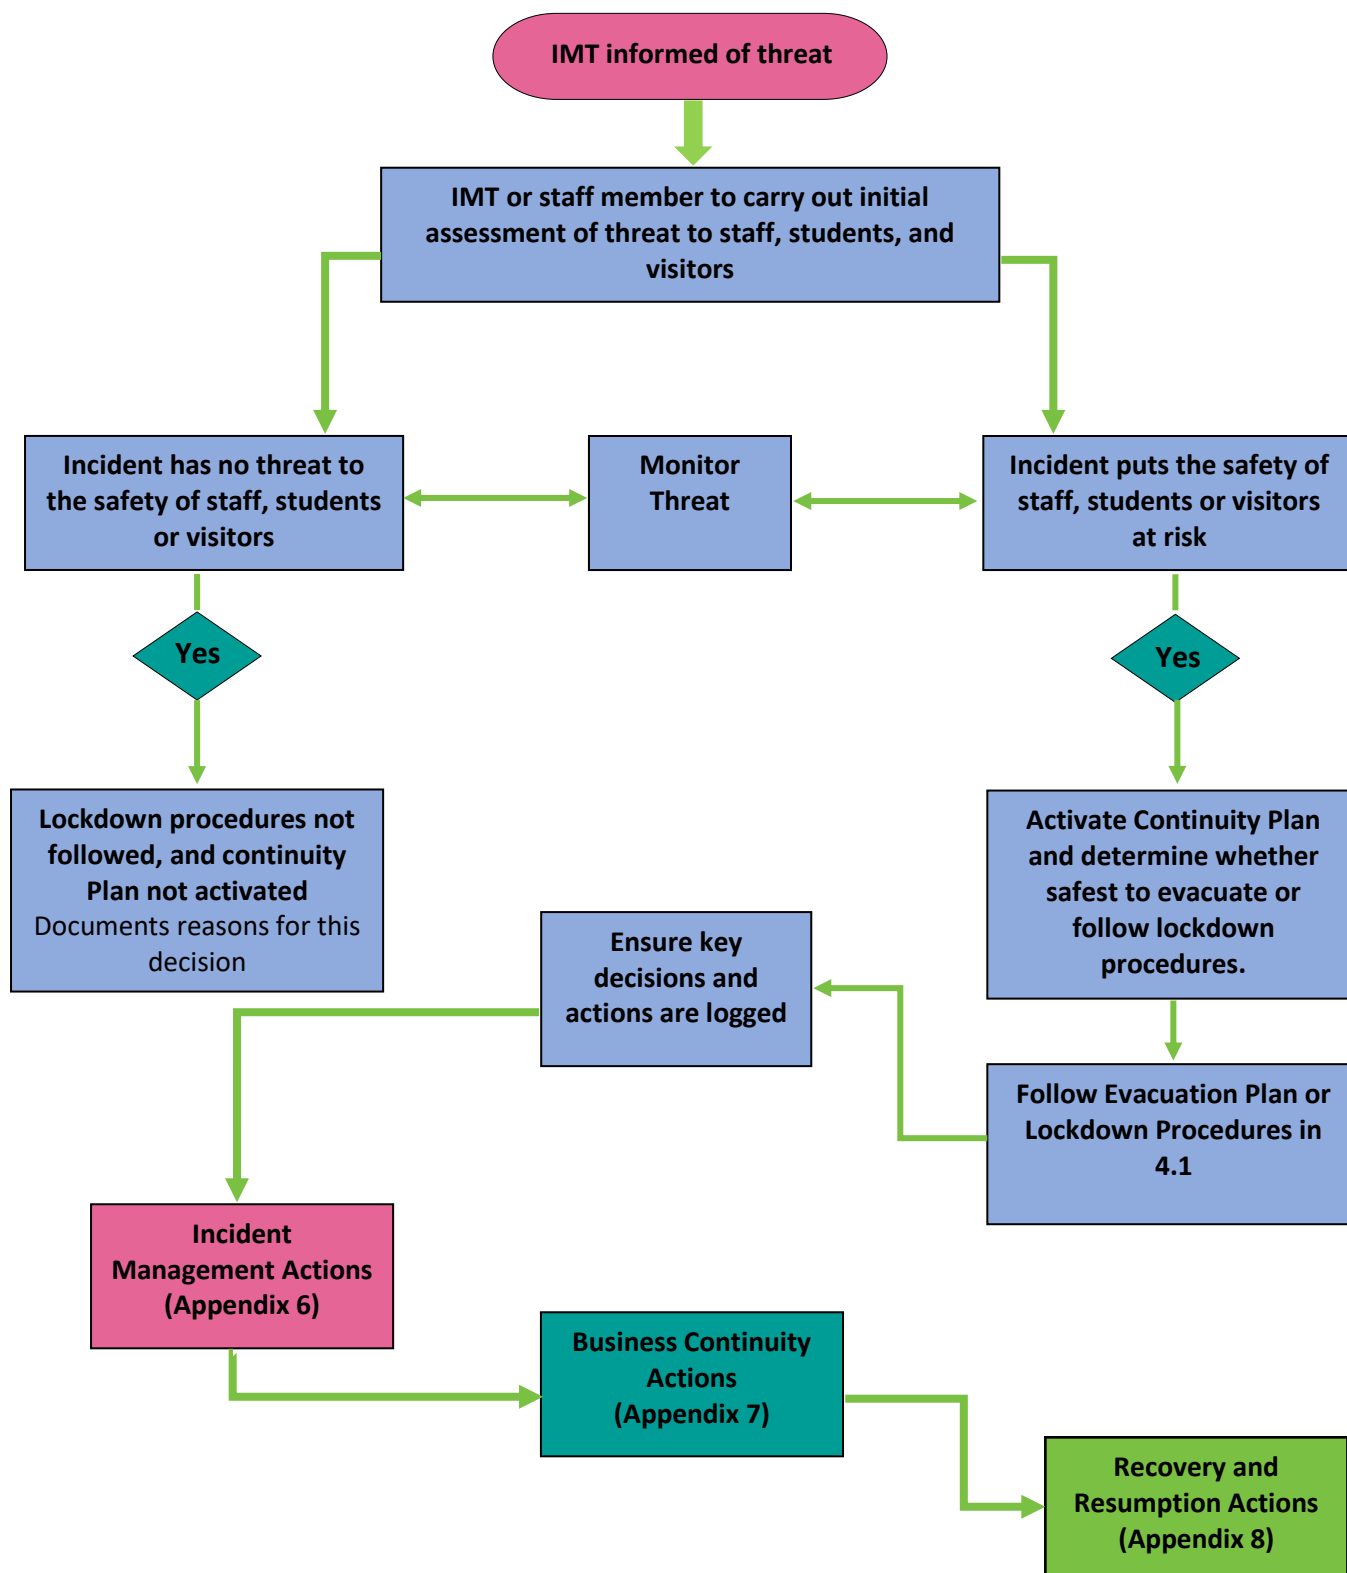 IMT informed of threat
IMT or staff member to carry out initial
assessment of threat to staff, students, and
visitors
Incident has no threat to
the safety of staff, students
or visitors
Monitor
Threat
Incident puts the safety of
staff, students or visitors
at risk
Yes
Yes
Lockdown procedures not
followed, and continuity
Plan not activated
Documents reasons for this
decision
Activate Continuity Plan
and determine whether
safest to evacuate or
follow lockdown
procedures.
Ensure key
decisions and
actions are logged
Follow Evacuation Plan or
Lockdown Procedures in
4.1
Incident
Management Actions
(Appendix 6)
Business Continuity
Actions
(Appendix 7)
Recovery and
Resumption Actions
(Appendix 8)